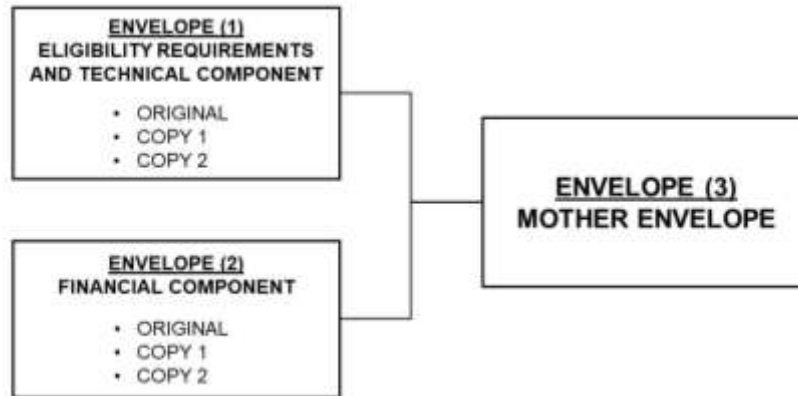 ENVELOPE (1)
ELIGIBILITY REQUIREMENTS
AND TECHNICAL COMPONENT
• ORIGINAL
• COPY 1
• COPY 2
ENVELOPE (2)
FINANCIAL COMPONENT
• ORIGINAL
• COPY 1
• COPY 2
ENVELOPE (3)
MOTHER ENVELOPE